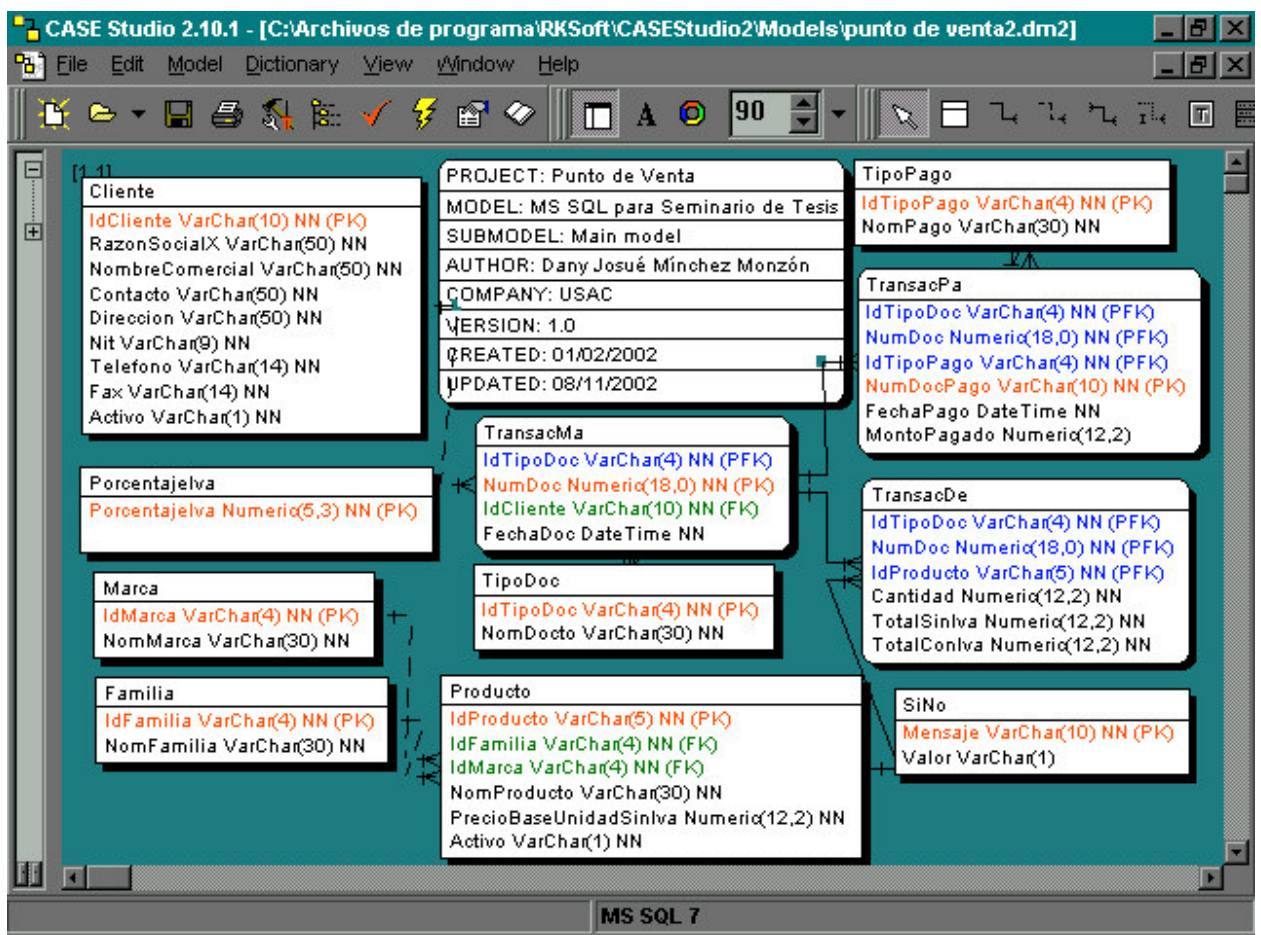 CASE Studio 2.10.1 - [C:\Archivos de programa\RKSoft\CASEStudio2\Models\punto de venta2.dm2]
File Edit Model Dictionary View Window Help
A 90 T
[1,1]
Cliente
IdCliente VarChar(10) NN (PK)
RazonSocialX VarChar(50) NN
NombreComercial VarChar(50) NN
Contacto VarChar(50) NN
Direccion VarChar(50) NN
Nit VarChar(9) NN
Telefono VarChar(14) NN
Fax VarChar(14) NN
Activo VarChar(1) NN
PROJECT: Punto de Venta
MODEL: MS SQL para Seminario de Tesis
SUBMODEL: Main model
AUTHOR: Dany Josué Mínchez Monzón
COMPANY: USAC
VERSION: 1.0
CREATED: 01/02/2002
UPDATED: 08/11/2002
TipoPago
IdTipoPago VarChar(4) NN (PK)
NomPago VarChar(30) NN
TransacPa
IdTipoDoc VarChar(4) NN (PFK)
NumDoc Numeric(18,0) NN (PFK)
IdTipoPago VarChar(4) NN (PFK)
NumDocPago VarChar(10) NN (PK)
FechaPago DateTime NN
MontoPagado Numeric(12,2)
Porcentajelva
Porcentajelva Numeric(5,3) NN (PK)
TransacMa
IdTipoDoc VarChar(4) NN (PFK)
NumDoc Numeric(18,0) NN (PK)
IdCliente VarChar(10) NN (FK)
FechaDoc DateTime NN
TransacDe
IdTipoDoc VarChar(4) NN (PFK)
NumDoc Numeric(18,0) NN (PFK)
IdProducto VarChar(5) NN (PFK)
Cantidad Numeric(12,2) NN
TotalSinIva Numeric(12,2) NN
TotalConIva Numeric(12,2) NN
Marca
IdMarca VarChar(4) NN (PK)
NomMarca VarChar(30) NN
TipoDoc
IdTipoDoc VarChar(4) NN (PK)
NomDocto VarChar(30) NN
Familia
IdFamilia VarChar(4) NN (PK)
NomFamilia VarChar(30) NN
Producto
IdProducto VarChar(5) NN (PK)
IdFamilia VarChar(4) NN (FK)
IdMarca VarChar(4) NN (FK)
NomProducto VarChar(30) NN
PrecioBaseUnidadSinIva Numeric(12,2) NN
Activo VarChar(1) NN
SiNo
Mensaje VarChar(10) NN (PK)
Valor VarChar(1)
MS SQL 7